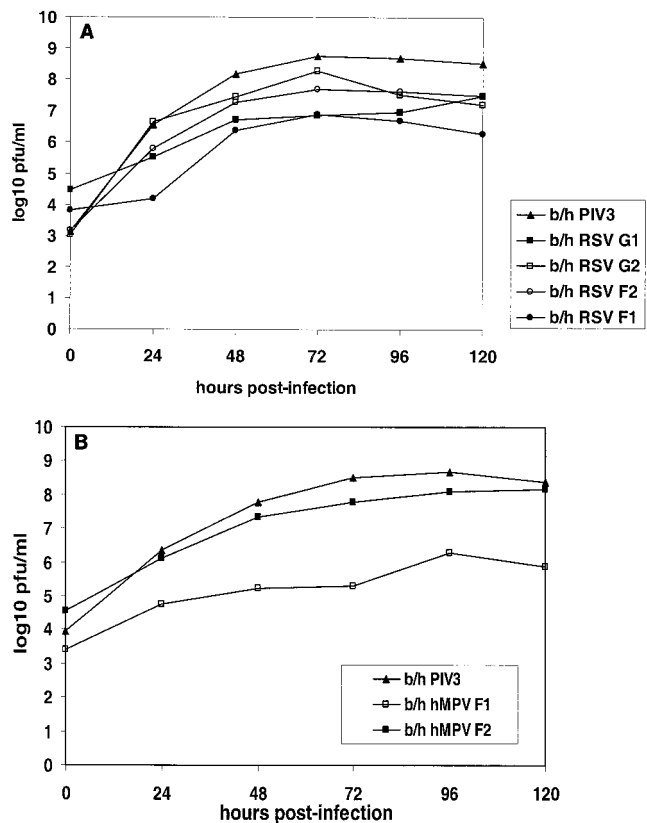 A
10
9
8
7
6
5
4
3
2
1
0
log10 pfu/ml
0 24 48 72 96 120
hours post-infection
b/h PIV3
b/h RSV G1
b/h RSV G2
b/h RSV F2
b/h RSV F1
B
10
9
8
7
6
5
4
3
2
1
0
log10 pfu/ml
b/h PIV3
b/h hMPV F1
b/h hMPV F2
0 24 48 72 96 120
hours post-infection